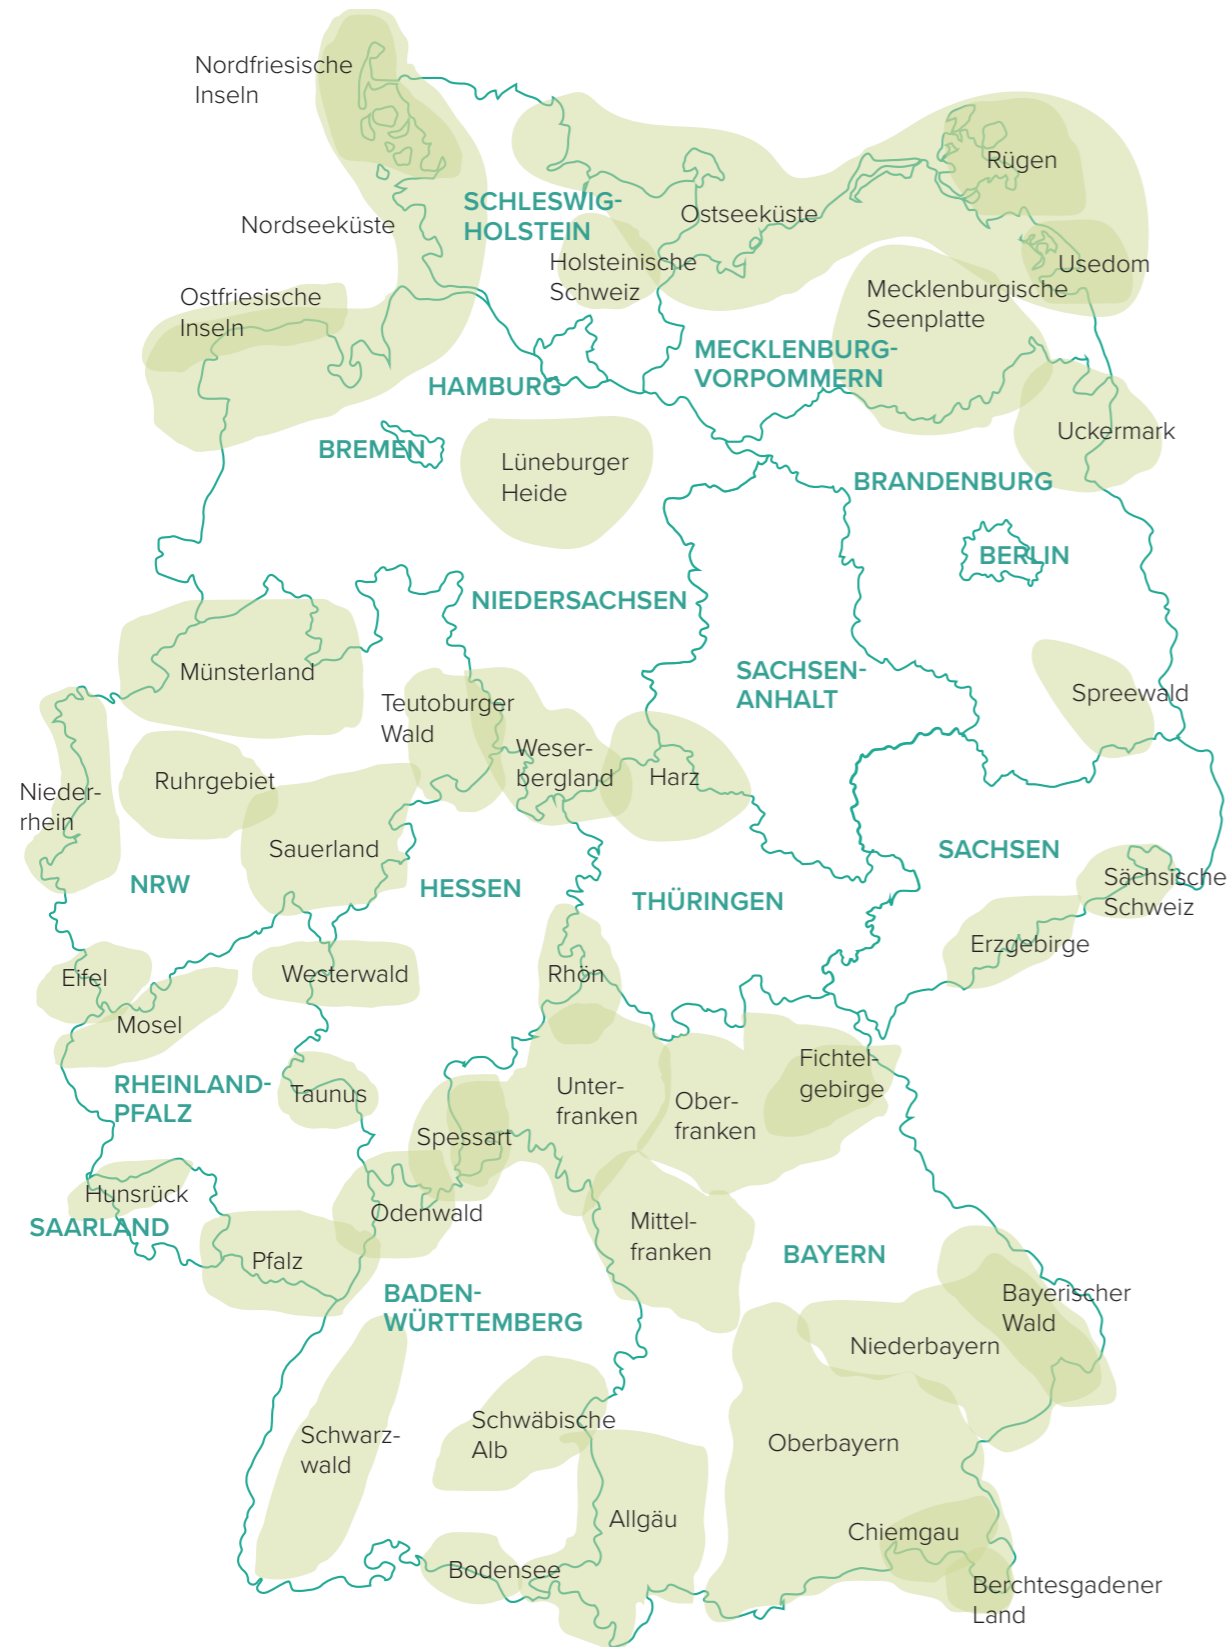 Nordfriesische
Inseln
Rügen
SCHLESWIG-
HOLSTEIN
Ostseeküste
Nordseeküste
Holsteinische
Schweiz
Usedom
Mecklenburgische
Seenplatte
Ostfriesische
Inseln
MECKLENBURG-
VORPOMMERN
HAMBURG
Uckermark
BREMEN
Lüneburger
Heide
BRANDENBURG
BERLIN
NIEDERSACHSEN
Münsterland
SACHSEN-
ANHALT
Spreewald
Teutoburger
Wald
Weser-
bergland
Harz
Ruhrgebiet
Nieder-
rhein
Sauerland
SACHSEN
NRW
HESSEN
THÜRINGEN
Sächsische
Schweiz
Erzgebirge
Eifel
Westerwald
Rhön
Mosel
Fichtel-
gebirge
RHEINLAND-
PFALZ
Taunus
Unter-
franken
Ober-
franken
Spessart
Hunsrück
SAARLAND
Odenwald
Mittel-
franken
Pfalz
BAYERN
BADEN-
WÜRTTEMBERG
Bayerischer
Wald
Niederbayern
Schwarz-
wald
Schwäbische
Alb
Oberbayern
Allgäu
Chiemgau
Bodensee
Berchtesgadener
Land